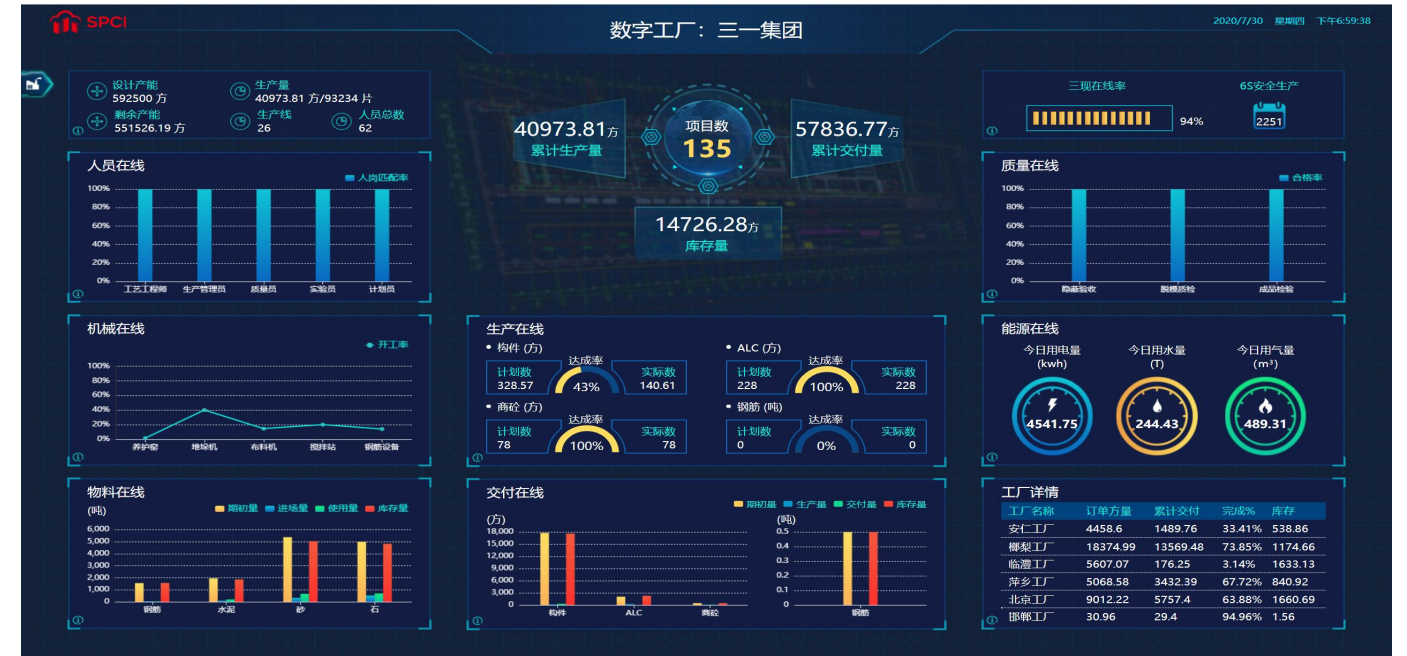 SPCI
数字工厂：三一集团
2020/7/30 星期四 下午6:59:38
设计产能
592500 方
生产量
40973.81 方/93234 片
剩余产能
551526.19 方
生产线
26
人员总数
62
40973.81方
累计生产量
项目数
135
57836.77方
累计交付量
14726.28方
库存量
三现在线率
94%
6S安全生产
2251
人员在线
人岗匹配率
100%
80%
60%
40%
20%
0%
工艺工程师 生产管理员 质量员 实验员 计划员
质量在线
合格率
100%
80%
60%
40%
20%
0%
隐蔽验收 脱模质检 成品检验
机械在线
开工率
100%
80%
60%
40%
20%
0%
养护窑 堆垛机 布料机 搅拌站 钢筋设备
生产在线
• 构件 (方)
计划数
328.57
达成率
43%
实际数
140.61
• ALC (方)
计划数
228
达成率
100%
实际数
228
• 商砼 (方)
计划数
78
达成率
100%
实际数
78
• 钢筋 (吨)
计划数
0
达成率
0%
实际数
0
能源在线
今日用电量
(kwh)
4541.75
今日用水量
(T)
244.43
今日用气量
(m³)
489.31
物料在线
(吨)
期初量 进场量 使用量 库存量
6,000
5,000
4,000
3,000
2,000
1,000
0
钢筋 水泥 砂 石
交付在线
期初量 生产量 交付量 库存量
(方)
18,000
15,000
12,000
9,000
6,000
3,000
0
构件 ALC 商砼
(吨)
0.5
0.4
0.3
0.2
0.1
0
钢筋
工厂详情
工厂名称 订单方量 累计交付 完成% 库存
安仁工厂 4458.6 1489.76 33.41% 538.86
榔梨工厂 18374.99 13569.48 73.85% 1174.66
临澧工厂 5607.07 176.25 3.14% 1633.13
萍乡工厂 5068.58 3432.39 67.72% 840.92
北京工厂 9012.22 5757.4 63.88% 1660.69
邯郸工厂 30.96 29.4 94.96% 1.56